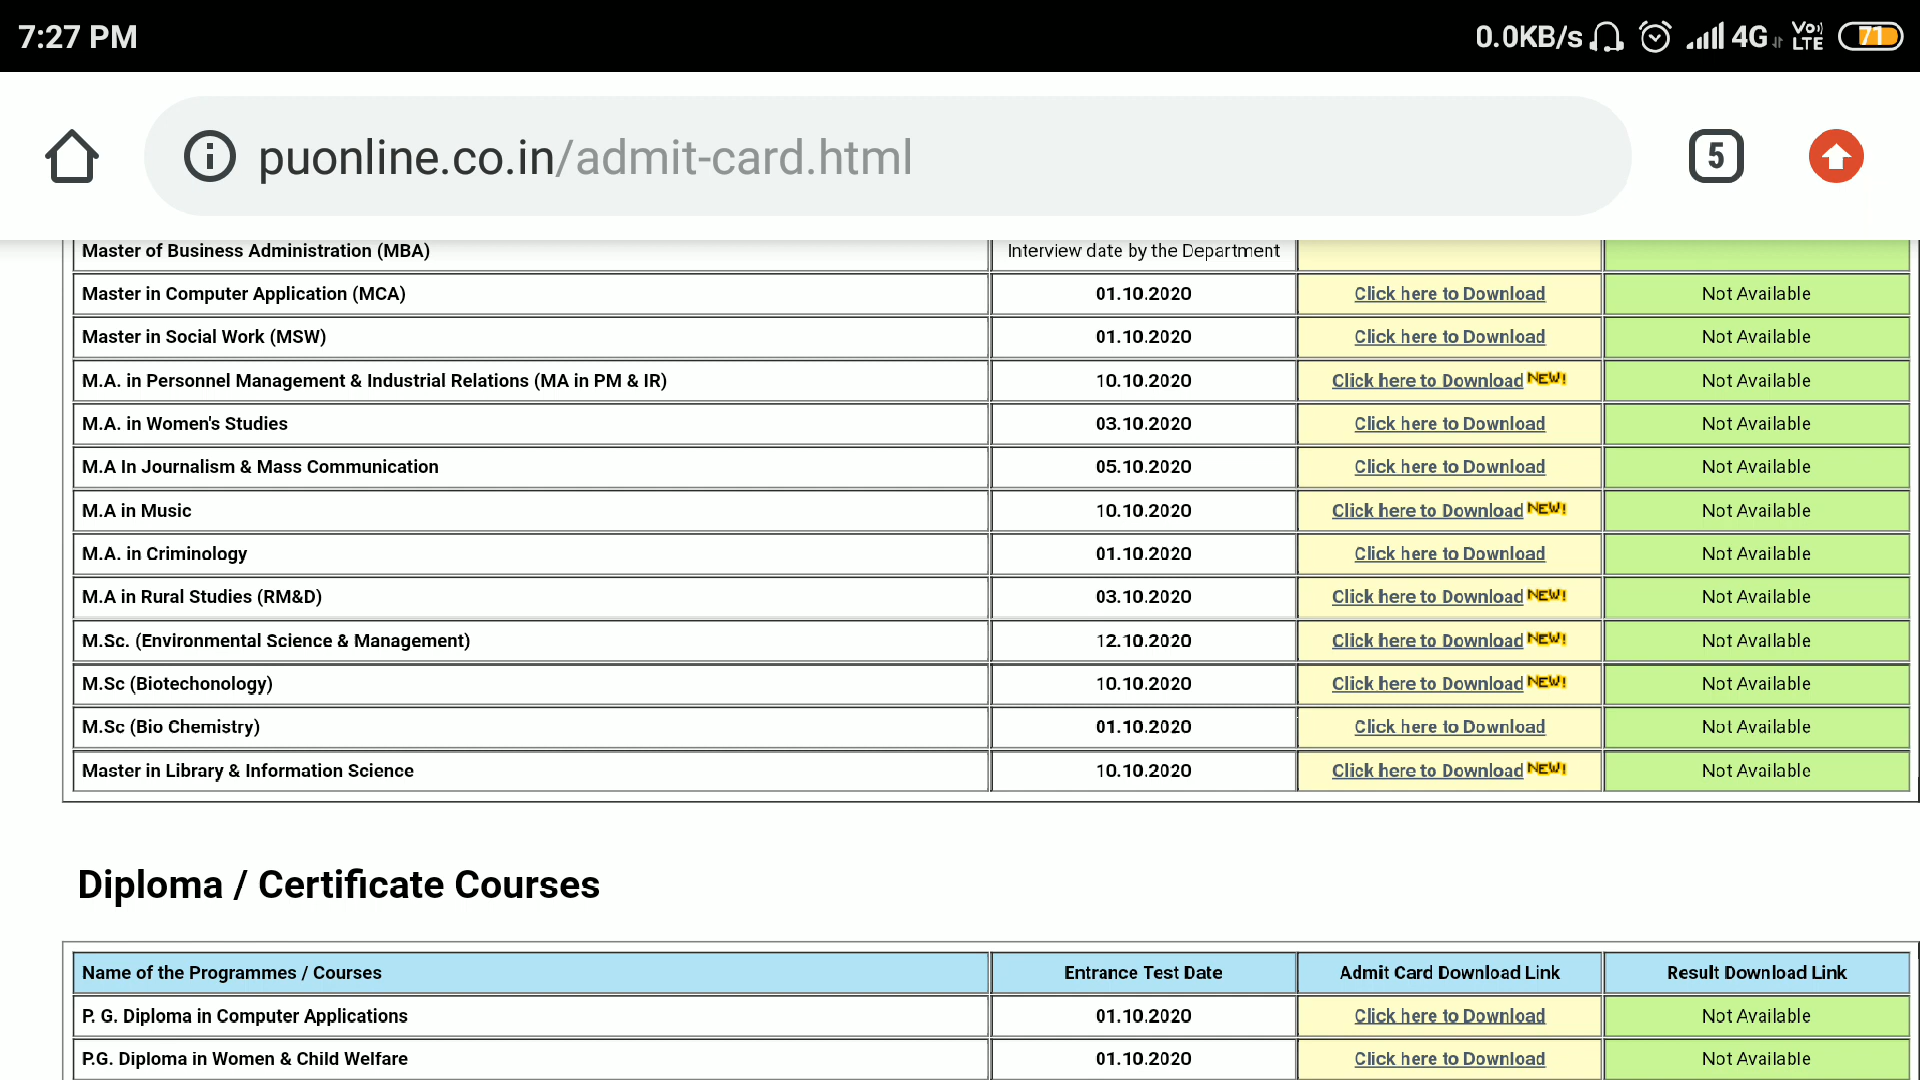 7:27 PM 0.0KB/s 4G Vo) LTE 71
puonline.co.in/admit-card.html 5
Master of Business Administration (MBA) Interview date by the Department
Master in Computer Application (MCA) 01.10.2020 Click here to Download Not Available
Master in Social Work (MSW) 01.10.2020 Click here to Download Not Available
M.A. in Personnel Management & Industrial Relations (MA in PM & IR) 10.10.2020 Click here to Download NEW! Not Available
M.A. in Women's Studies 03.10.2020 Click here to Download Not Available
M.A In Journalism & Mass Communication 05.10.2020 Click here to Download Not Available
M.A in Music 10.10.2020 Click here to Download NEW! Not Available
M.A. in Criminology 01.10.2020 Click here to Download Not Available
M.A in Rural Studies (RM&D) 03.10.2020 Click here to Download NEW! Not Available
M.Sc. (Environmental Science & Management) 12.10.2020 Click here to Download NEW! Not Available
M.Sc (Biotechonology) 10.10.2020 Click here to Download NEW! Not Available
M.Sc (Bio Chemistry) 01.10.2020 Click here to Download Not Available
Master in Library & Information Science 10.10.2020 Click here to Download NEW! Not Available
Diploma / Certificate Courses
Name of the Programmes / Courses Entrance Test Date Admit Card Download Link Result Download Link
P. G. Diploma in Computer Applications 01.10.2020 Click here to Download Not Available
P.G. Diploma in Women & Child Welfare 01.10.2020 Click here to Download Not Available